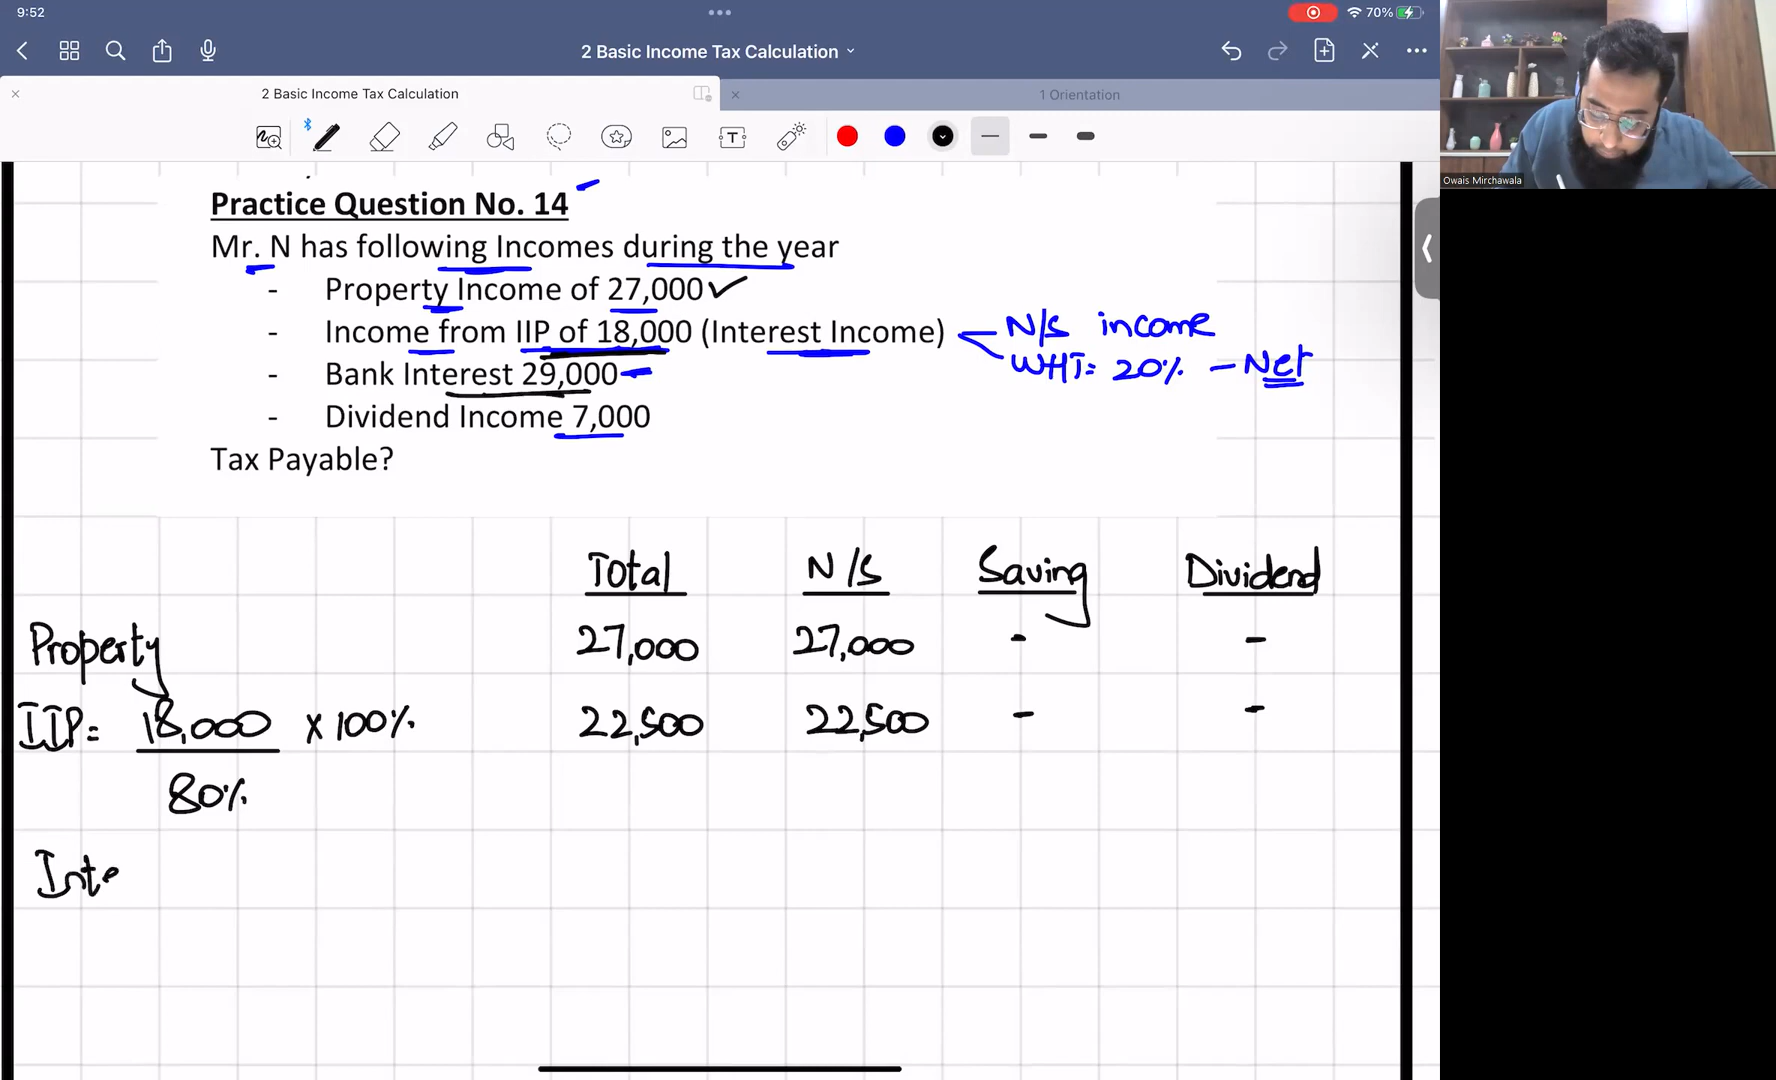 9:52
70%
2 Basic Income Tax Calculation
2 Basic Income Tax Calculation
1 Orientation
Owais Mirchawala
Practice Question No. 14
Mr. N has following Incomes during the year
- Property Income of 27,000
- Income from IIP of 18,000 (Interest Income)
N/S income
WHT= 20% - Net
- Bank Interest 29,000
- Dividend Income 7,000
Tax Payable?
Total N/S Saving Dividend
Property 27,000 27,000 - -
IIP= 18,000 x 100% 22,500 22,500 - -
80%
Inte